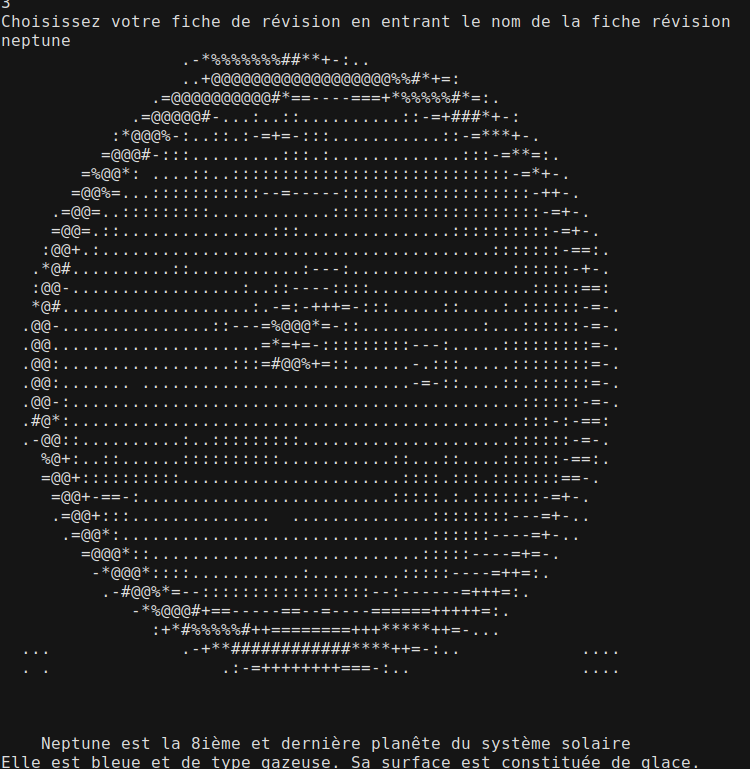 3
Choisissez votre fiche de révision en entrant le nom de la fiche révision
neptune
Neptune est la 8ième et dernière planête du système solaire
Elle est bleue et de type gazeuse. Sa surface est constituée de glace.